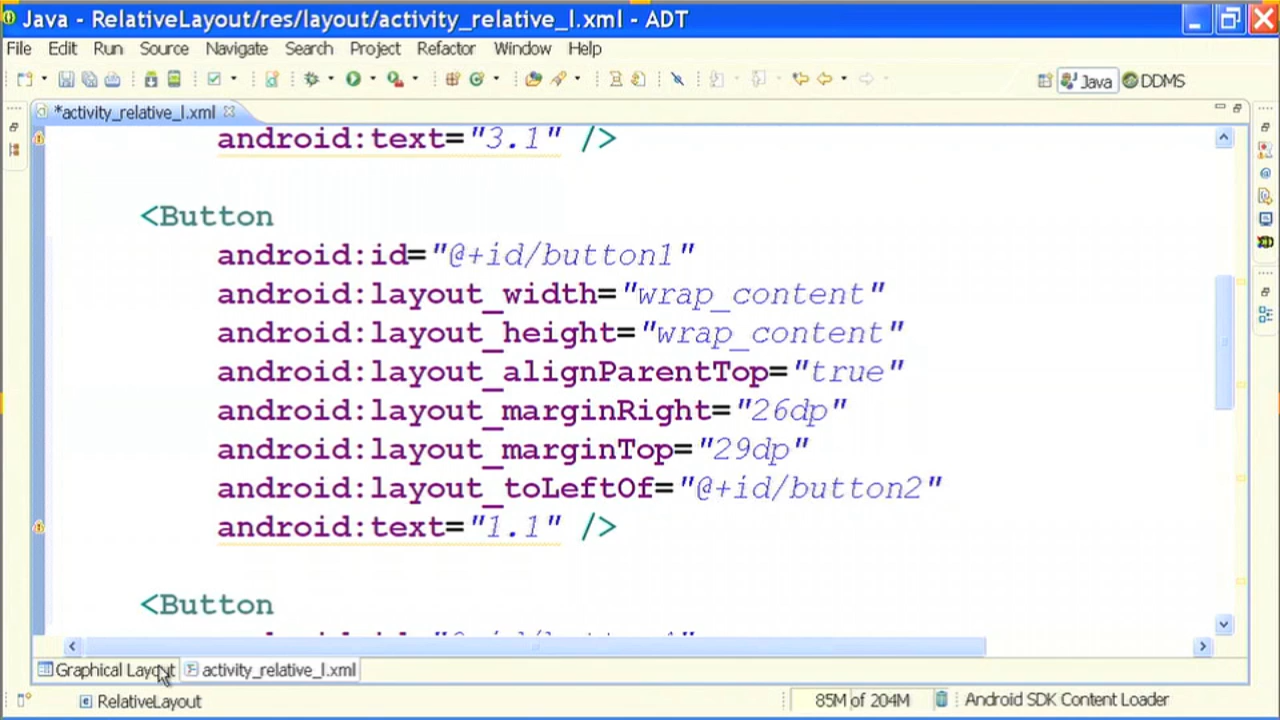 Java - RelativeLayout/res/layout/activity_relative_l.xml - ADT
File Edit Run Source Navigate Search Project Refactor Window Help
Java DDMS
*activity_relative_l.xml
android:text="3.1" />
<Button
android:id="@+id/button1"
android:layout_width="wrap_content"
android:layout_height="wrap_content"
android:layout_alignParentTop="true"
android:layout_marginRight="26dp"
android:layout_marginTop="29dp"
android:layout_toLeftOf="@+id/button2"
android:text="1.1" />
<Button
Graphical Layout activity_relative_l.xml
RelativeLayout 85M of 204M Android SDK Content Loader